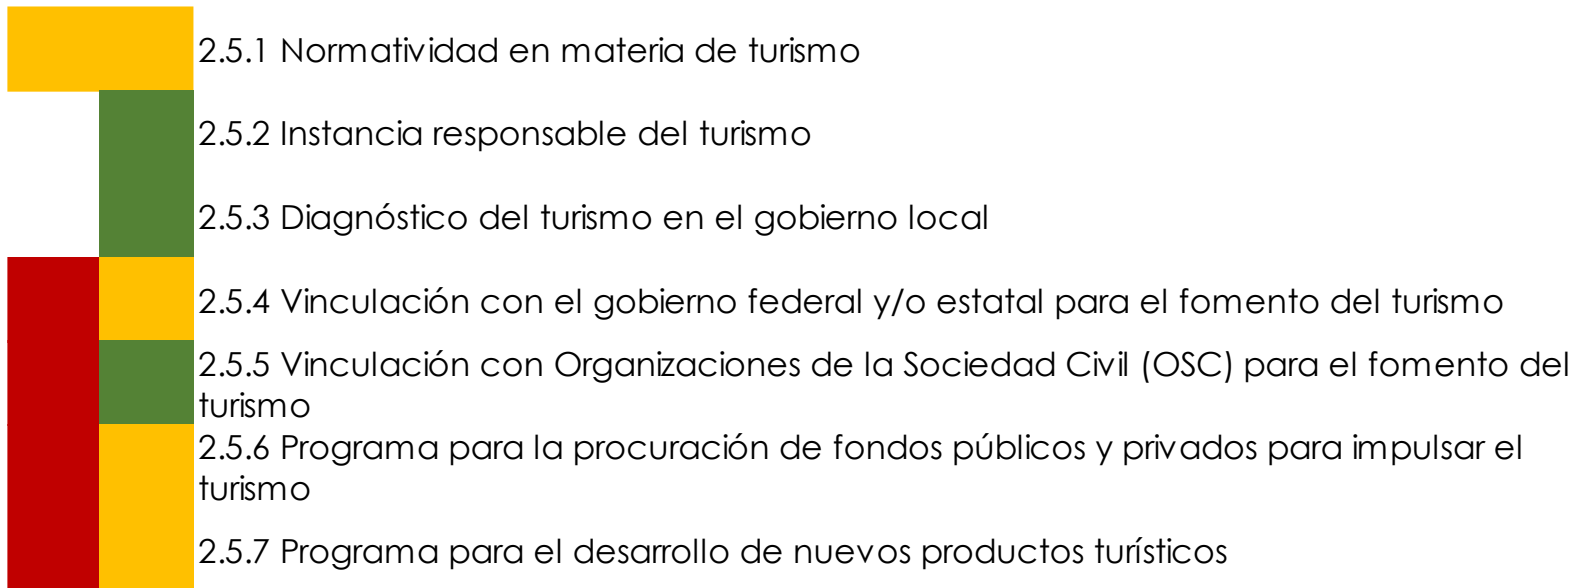 2.5.1 Normatividad en materia de turismo
2.5.2 Instancia responsable del turismo
2.5.3 Diagnóstico del turismo en el gobierno local
2.5.4 Vinculación con el gobierno federal y/o estatal para el fomento del turismo
2.5.5 Vinculación con Organizaciones de la Sociedad Civil (OSC) para el fomento del
turismo
2.5.6 Programa para la procuración de fondos públicos y privados para impulsar el
turismo
2.5.7 Programa para el desarrollo de nuevos productos turísticos